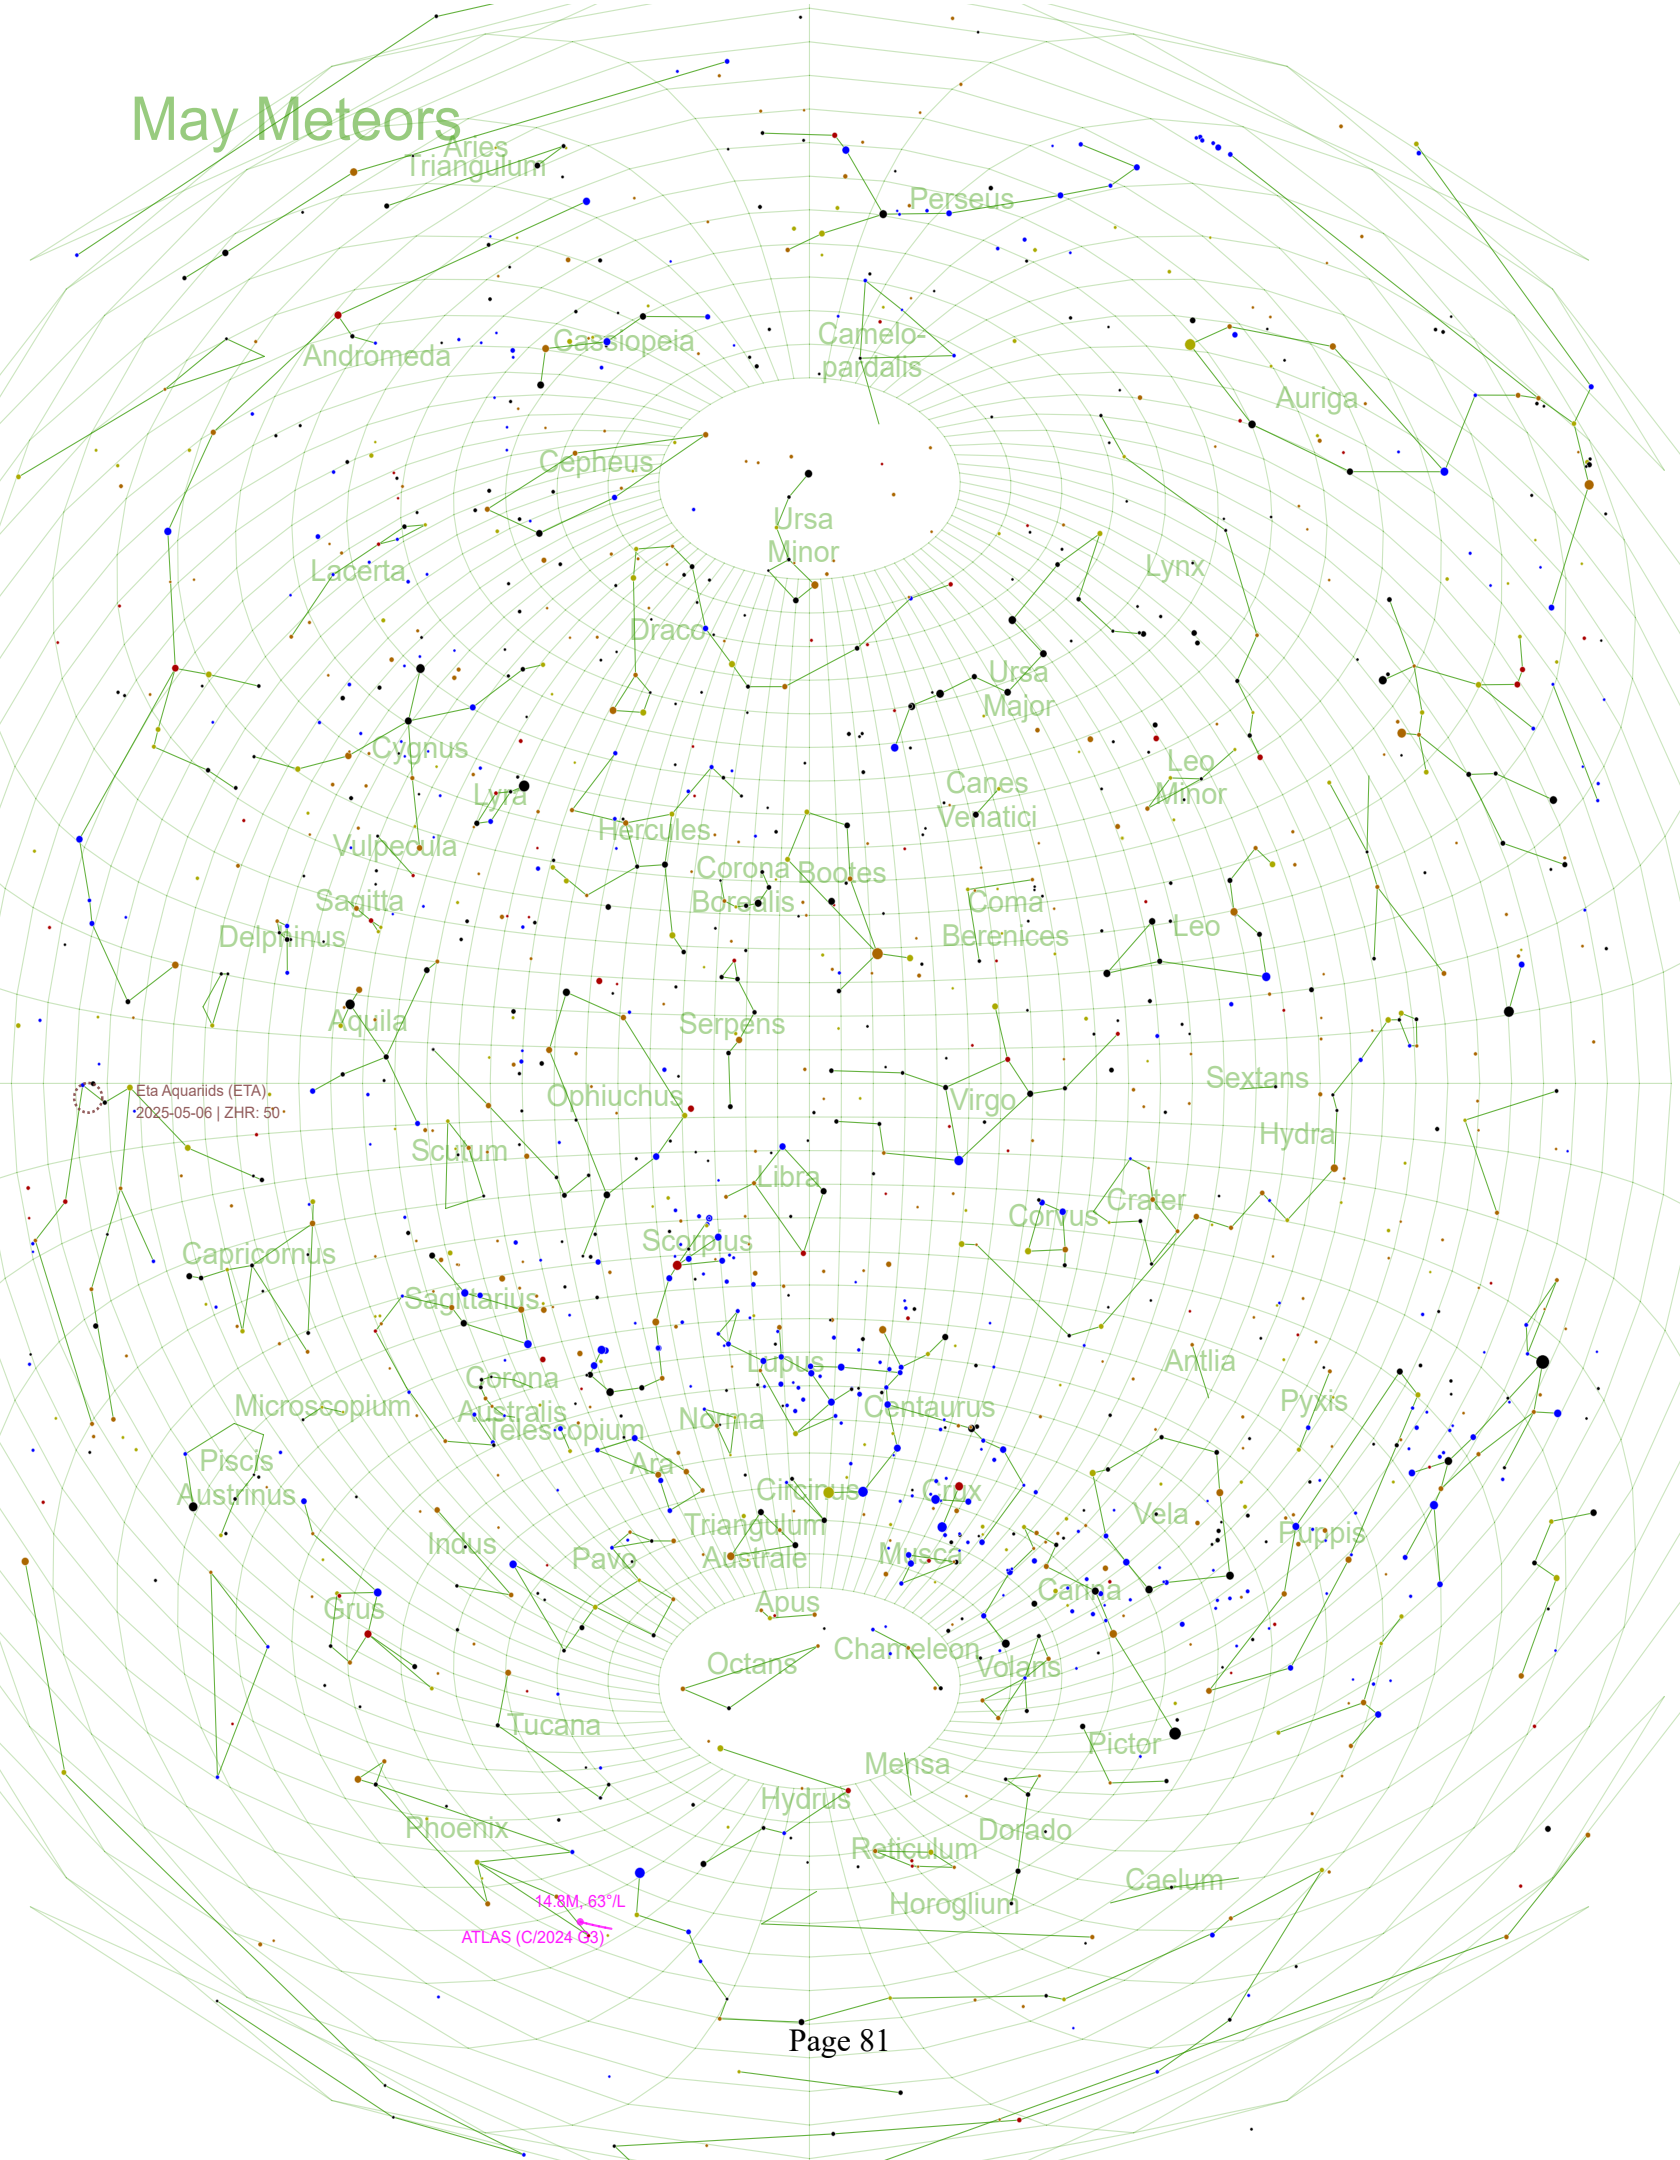 May Meteors
Aries
Triangulum
Perseus
Camelo-
pardalis
Cassiopeia
Andromeda
Auriga
Cepheus
Ursa
Minor
Lynx
Lacerta
Draco
Ursa
Major
Cygnus
Leo
Minor
Canes
Venatici
Lyra
Hercules
Vulpecula
Corona
Borealis
Bootes
Sagitta
Coma
Berenices
Leo
Delphinus
Aquila
Serpens
Sextans
Eta Aquariids (ETA)
2025-05-06 | ZHR: 50
Ophiuchus
Virgo
Hydra
Scutum
Libra
Crater
Corvus
Scorpius
Capricornus
Sagittarius
Lupus
Antlia
Corona
Australis
Microscopium
Telescopium
Norma
Centaurus
Pyxis
Piscis
Austrinus
Ara
Circinus
Crux
Vela
Triangulum
Australe
Puppis
Indus
Pavo
Musca
Carina
Apus
Grus
Chameleon
Octans
Volans
Tucana
Pictor
Mensa
Hydrus
Phoenix
Dorado
Reticulum
Caelum
Horoglium
14.8M, 63°/L
ATLAS (C/2024 G3)
Page 81